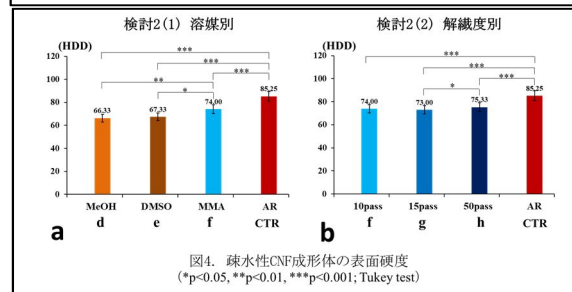 検討2(1) 溶媒別
(HDD)
120
100
80
60
40
20
0
***
***
**
***
*
66,33
67,33
74,00
85,25
MeOH
DMSO
MMA
AR
d
e
f
CTR
a
検討2(2) 解繊度別
(HDD)
120
100
80
60
40
20
0
***
***
*
***
74,00
73,00
75,33
85,25
10pass
15pass
50pass
AR
f
g
h
CTR
b
図4. 疎水性CNF成形体の表面硬度
(*p<0.05, **p<0.01, ***p<0.001; Tukey test)